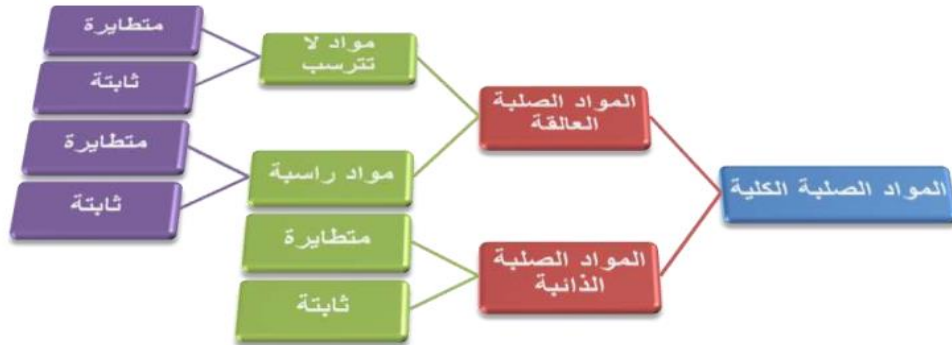 المواد الصلبة الكلية
المواد الصلبة
العالقة
مواد لا
تترسب
متطايرة
ثابتة
مواد راسبة
متطايرة
ثابتة
المواد الصلبة
الذائبة
متطايرة
ثابتة